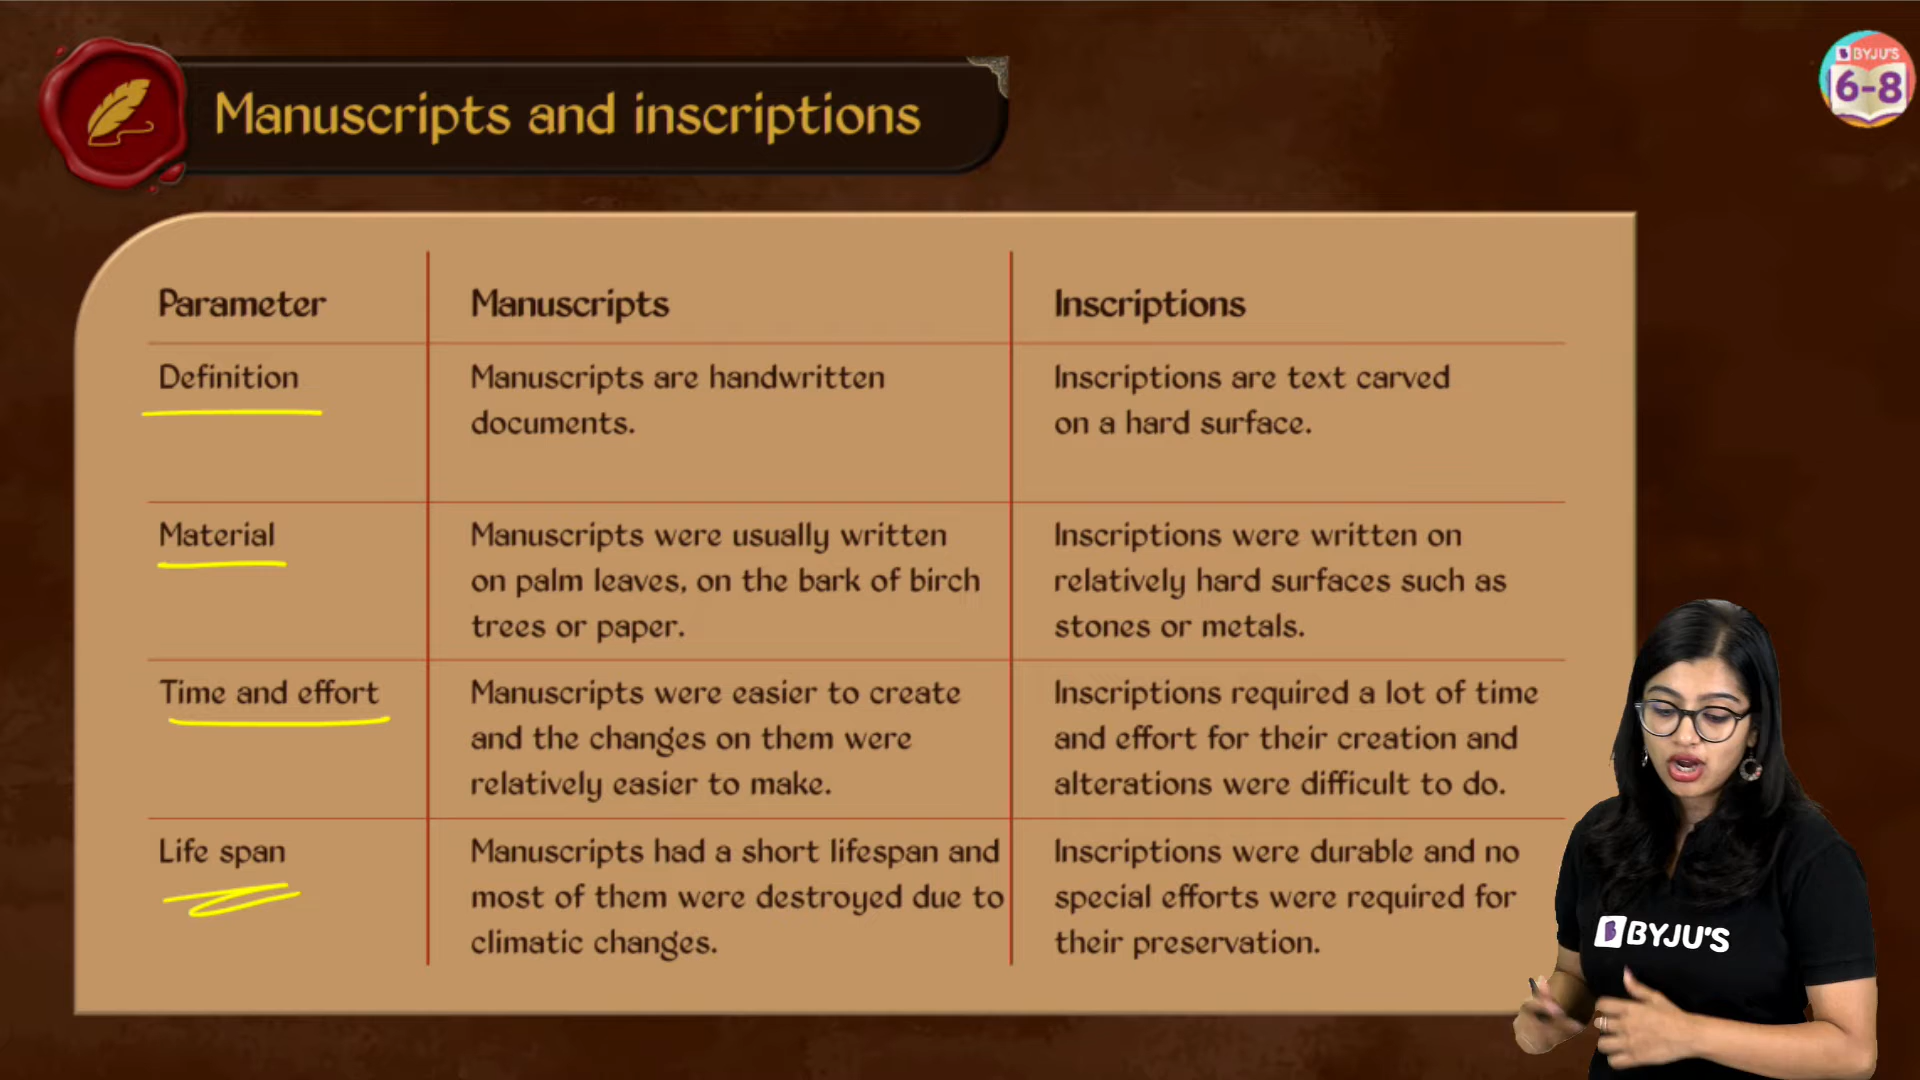 Manuscripts and inscriptions
BYJU'S
6-8
Parameter
Manuscripts
Inscriptions
Definition
Manuscripts are handwritten
documents.
Inscriptions are text carved
on a hard surface.
Material
Manuscripts were usually written
on palm leaves, on the bark of birch
trees or paper.
Inscriptions were written on
relatively hard surfaces such as
stones or metals.
Time and effort
Manuscripts were easier to create
and the changes on them were
relatively easier to make.
Inscriptions required a lot of time
and effort for their creation and
alterations were difficult to do.
Life span
Manuscripts had a short lifespan and
most of them were destroyed due to
climatic changes.
Inscriptions were durable and no
special efforts were required for
their preservation.
BYJU'S